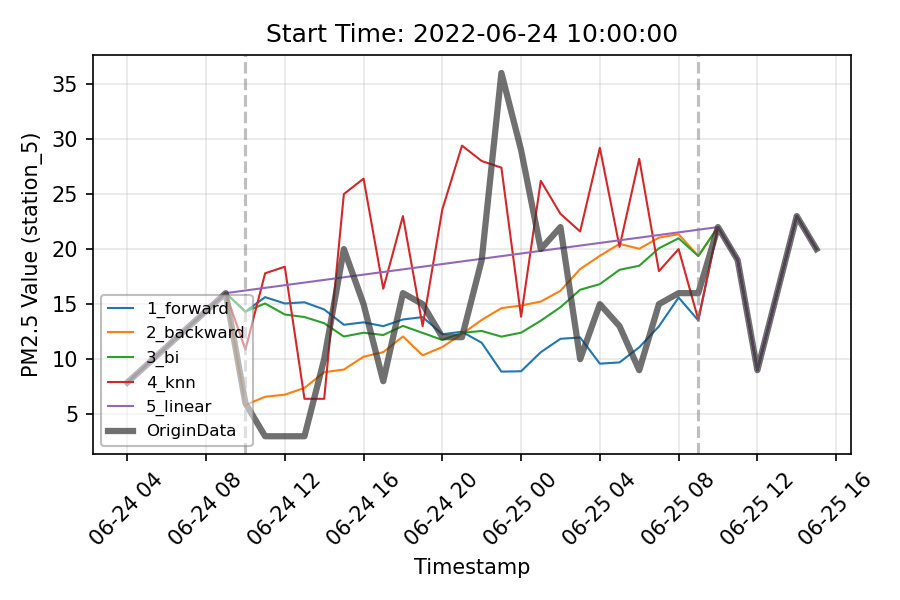 Start Time: 2022-06-24 10:00:00
PM2.5 Value (station_5)
35
30
25
20
15
10
5
1_forward
2_backward
3_bi
4_knn
5_linear
OriginData
06-24 04
06-24 08
06-24 12
06-24 16
06-24 20
06-25 00
06-25 04
06-25 08
06-25 12
06-25 16
Timestamp